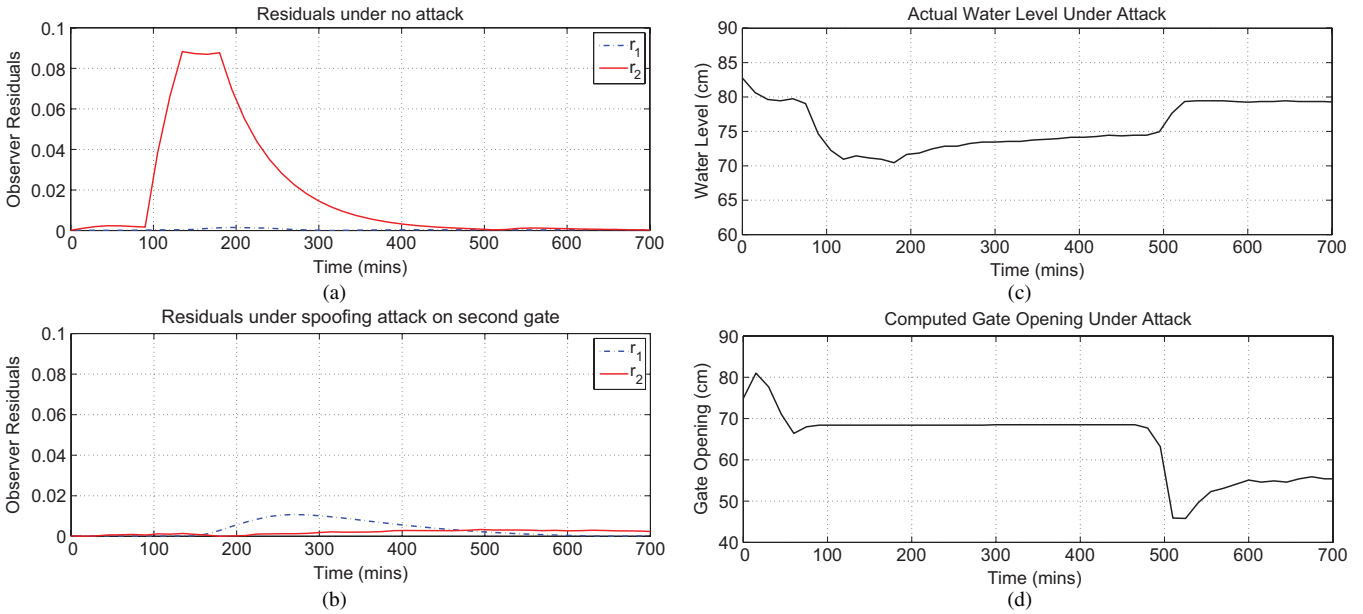 Residuals under no attack
0.1
0.08
0.06
0.04
0.02
0
Observer Residuals
0 100 200 300 400 500 600 700
Time (mins)
r1
r2
(a)
Residuals under spoofing attack on second gate
0.1
0.08
0.06
0.04
0.02
0
Observer Residuals
0 100 200 300 400 500 600 700
Time (mins)
r1
r2
(b)
Actual Water Level Under Attack
90
85
80
75
70
65
60
Water Level (cm)
0 100 200 300 400 500 600 700
Time (mins)
(c)
Computed Gate Opening Under Attack
90
80
70
60
50
40
Gate Opening (cm)
0 100 200 300 400 500 600 700
Time (mins)
(d)